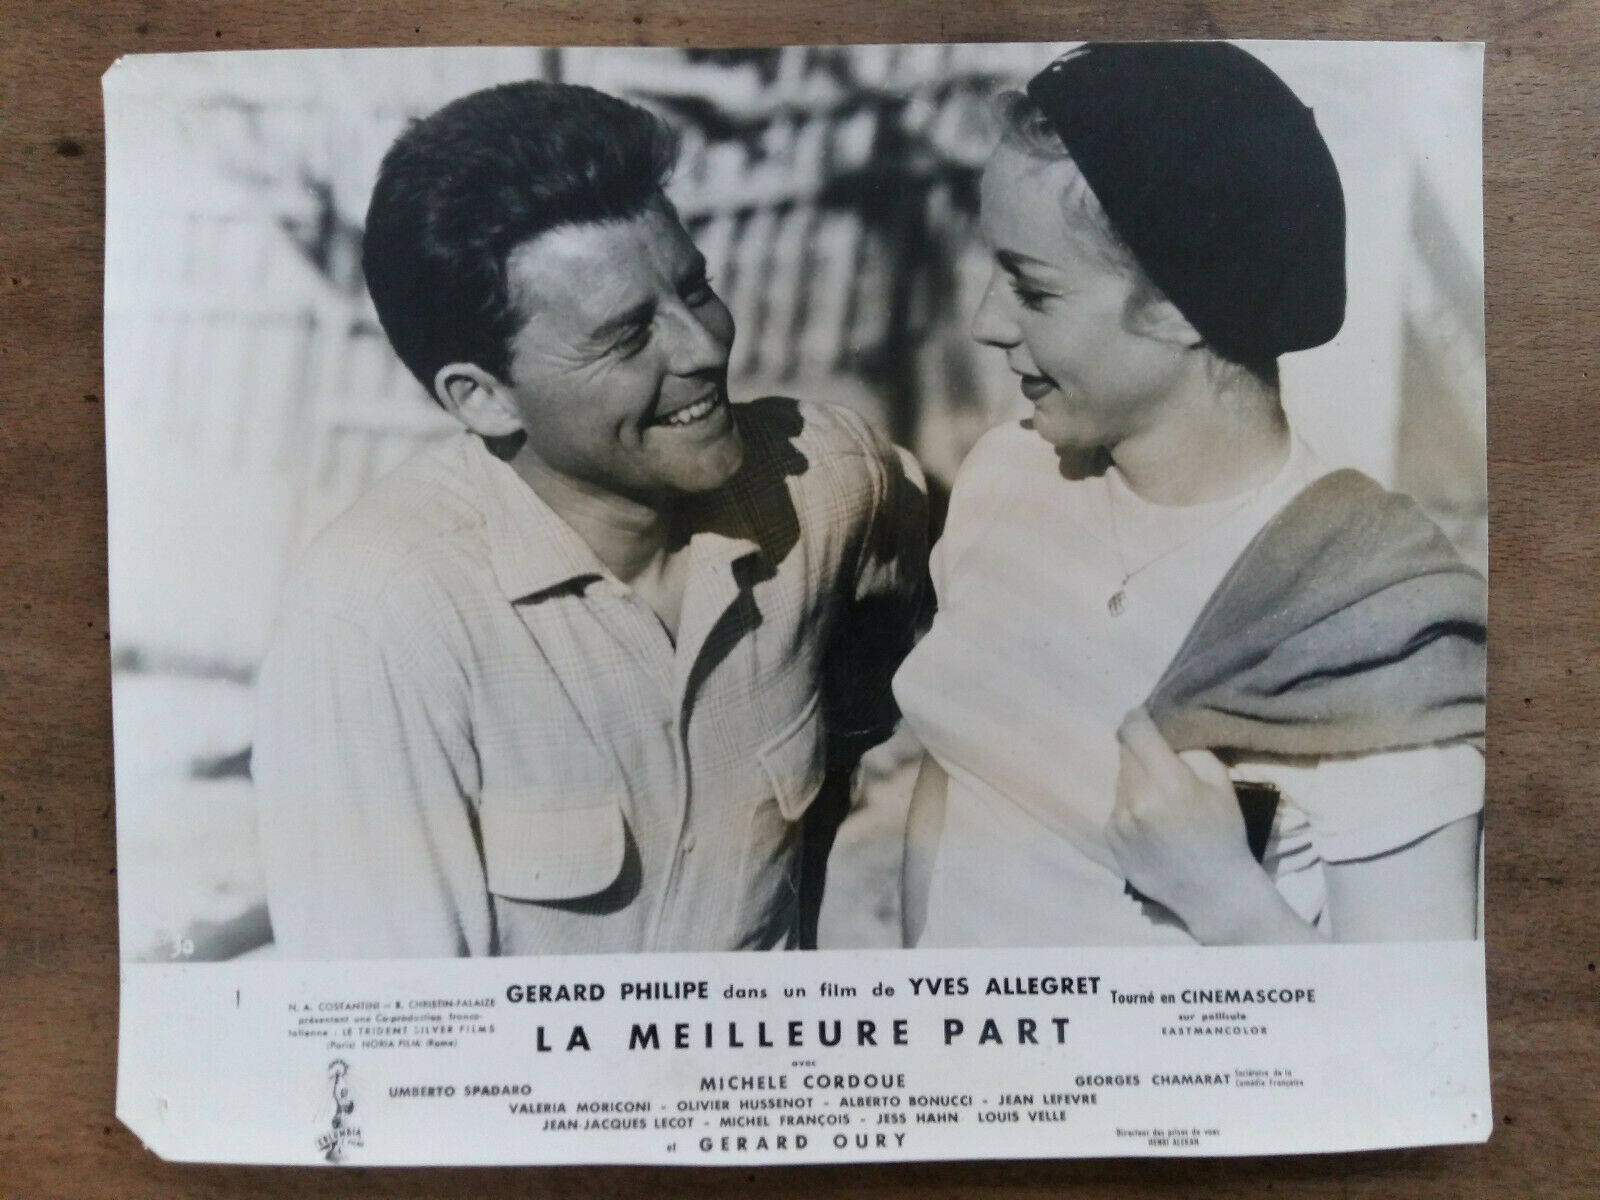 30
N. A. COSTANTINI — R. CHRISTIN-FALAIZE
présentent une Co-production franco-
italienne : LE TRIDENT SILVER FILMS
(Paris) NORIA FILM (Rome)
GERARD PHILIPE dans un film de YVES ALLEGRET
LA MEILLEURE PART
Tourné en CINEMASCOPE
sur pellicule
EASTMANCOLOR
avec
UMBERTO SPADARO
MICHELE CORDOUE
GEORGES CHAMARAT Sociétaire de la Comédie Française
VALERIA MORICONI - OLIVIER HUSSENOT - ALBERTO BONUCCI - JEAN LEFEVRE
JEAN-JACQUES LECOT - MICHEL FRANÇOIS - JESS HAHN LOUIS VELLE
et GERARD OURY
Directeur des prises de vues
HENRI ALEKAN
COLUMBIA
FILMS